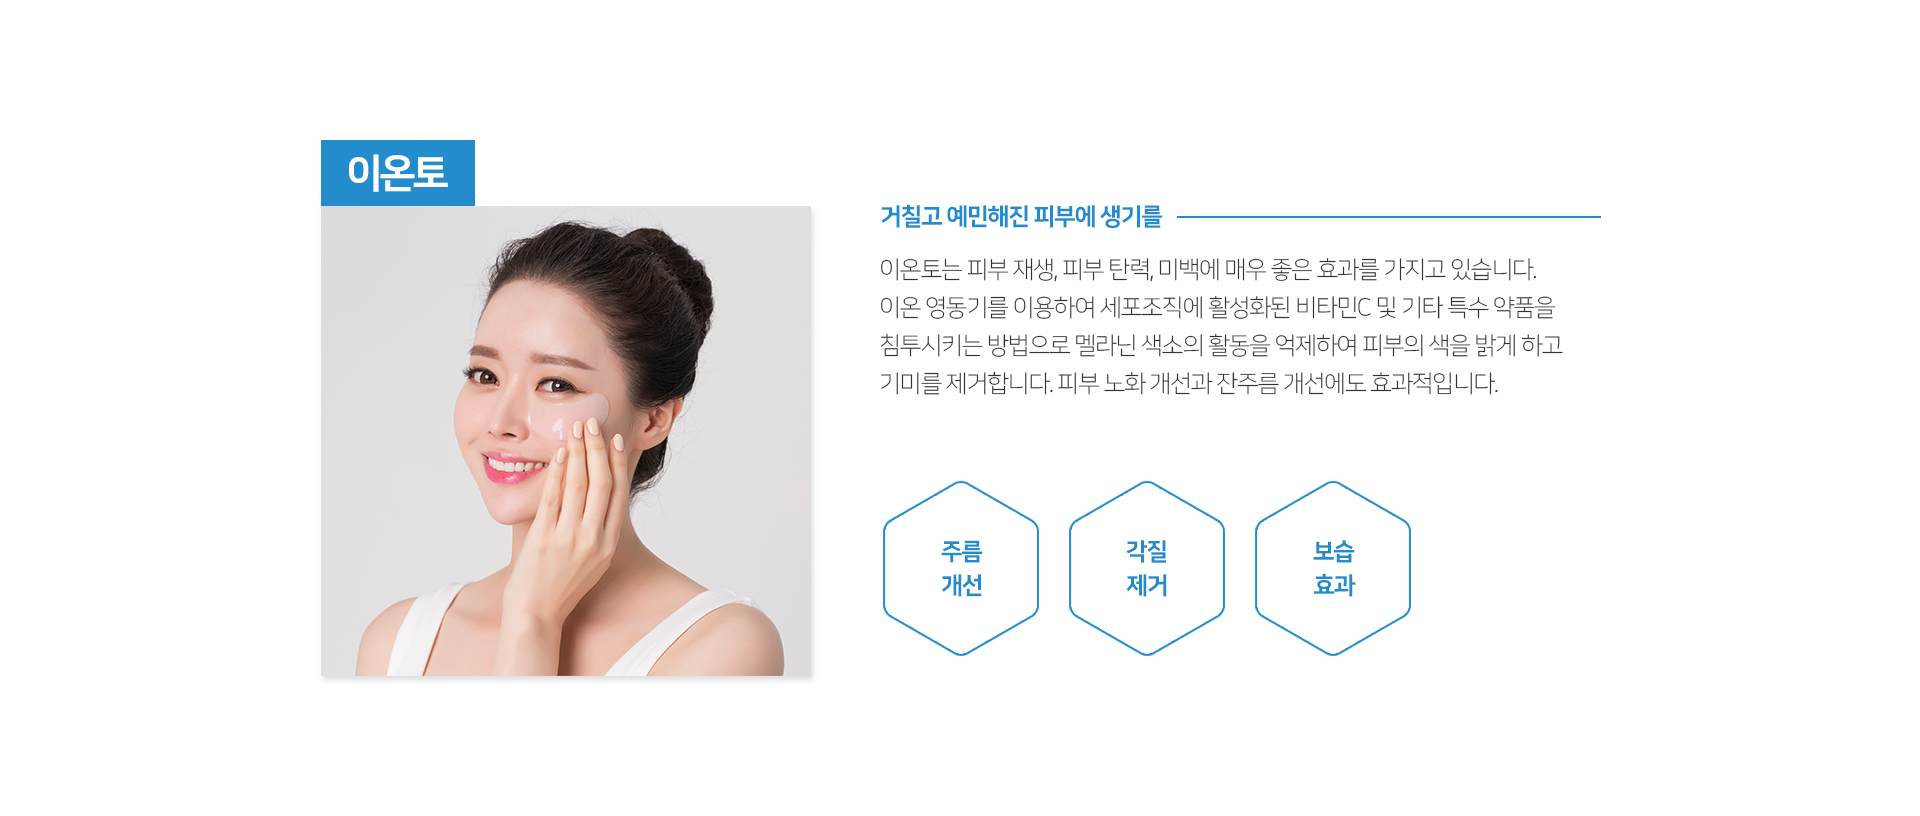 이온토
거칠고 예민해진 피부에 생기를
이온토는 피부 재생, 피부 탄력, 미백에 매우 좋은 효과를 가지고 있습니다.
이온 영동기를 이용하여 세포조직에 활성화된 비타민C 및 기타 특수 약품을
침투시키는 방법으로 멜라닌 색소의 활동을 억제하여 피부의 색을 밝게 하고
기미를 제거합니다. 피부 노화 개선과 잔주름 개선에도 효과적입니다.
주름
개선
각질
제거
보습
효과